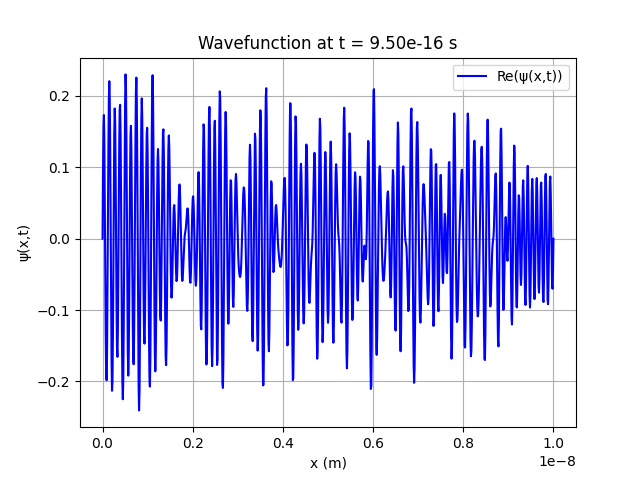 Wavefunction at t = 9.50e-16 s
Re(ψ(x,t))
ψ(x,t)
0.2
0.1
0.0
−0.1
−0.2
0.0 0.2 0.4 0.6 0.8 1.0
1e−8
x (m)